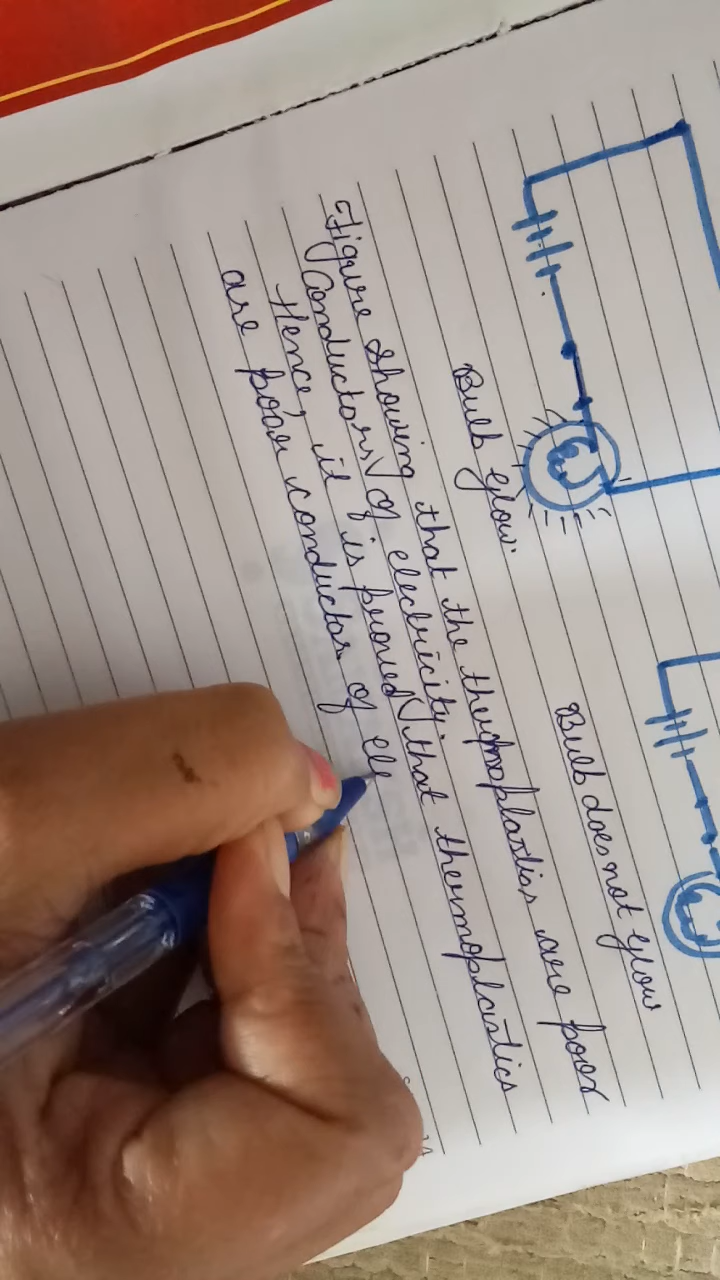 Bulb does not glow
Bulb glow.
Figure showing that the thermoplastics are poor
Conductors of electricity.
Hence, it is proved that thermoplastics
are poor conductor of ele